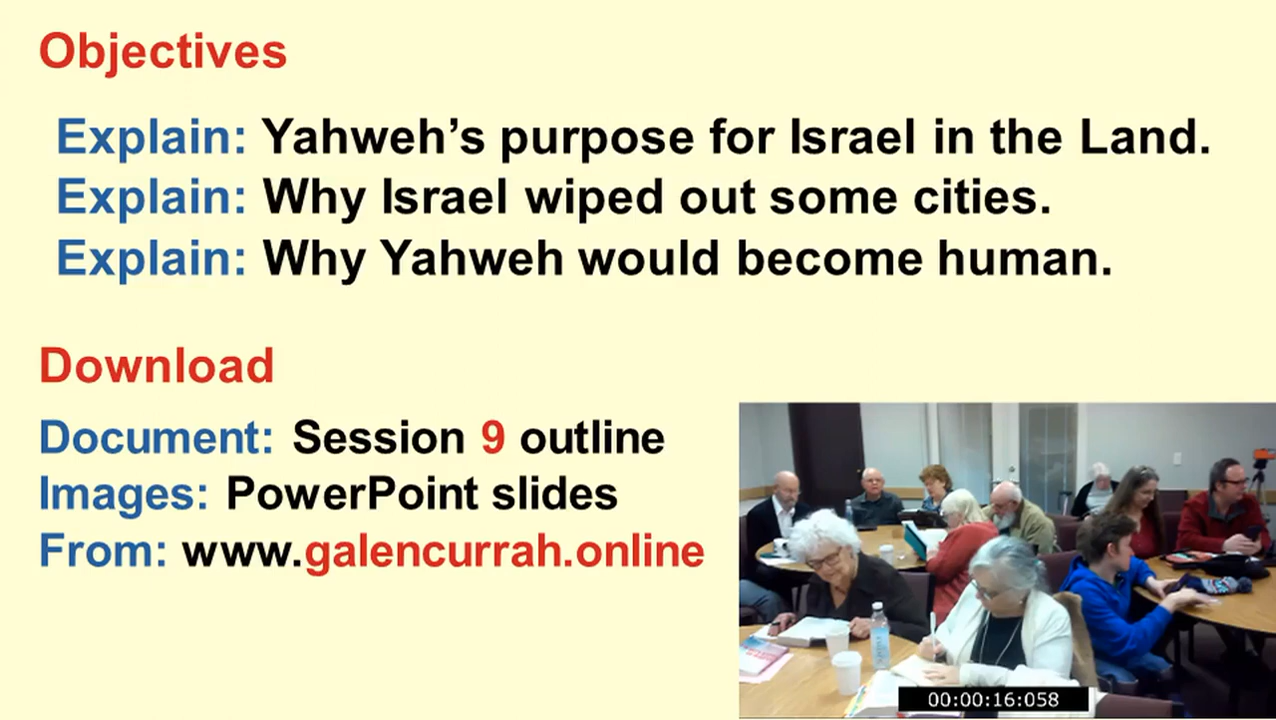 Objectives
Explain: Yahweh’s purpose for Israel in the Land.
Explain: Why Israel wiped out some cities.
Explain: Why Yahweh would become human.
Download
Document: Session 9 outline
Images: PowerPoint slides
From: www.galencurrah.online
00:00:16:058